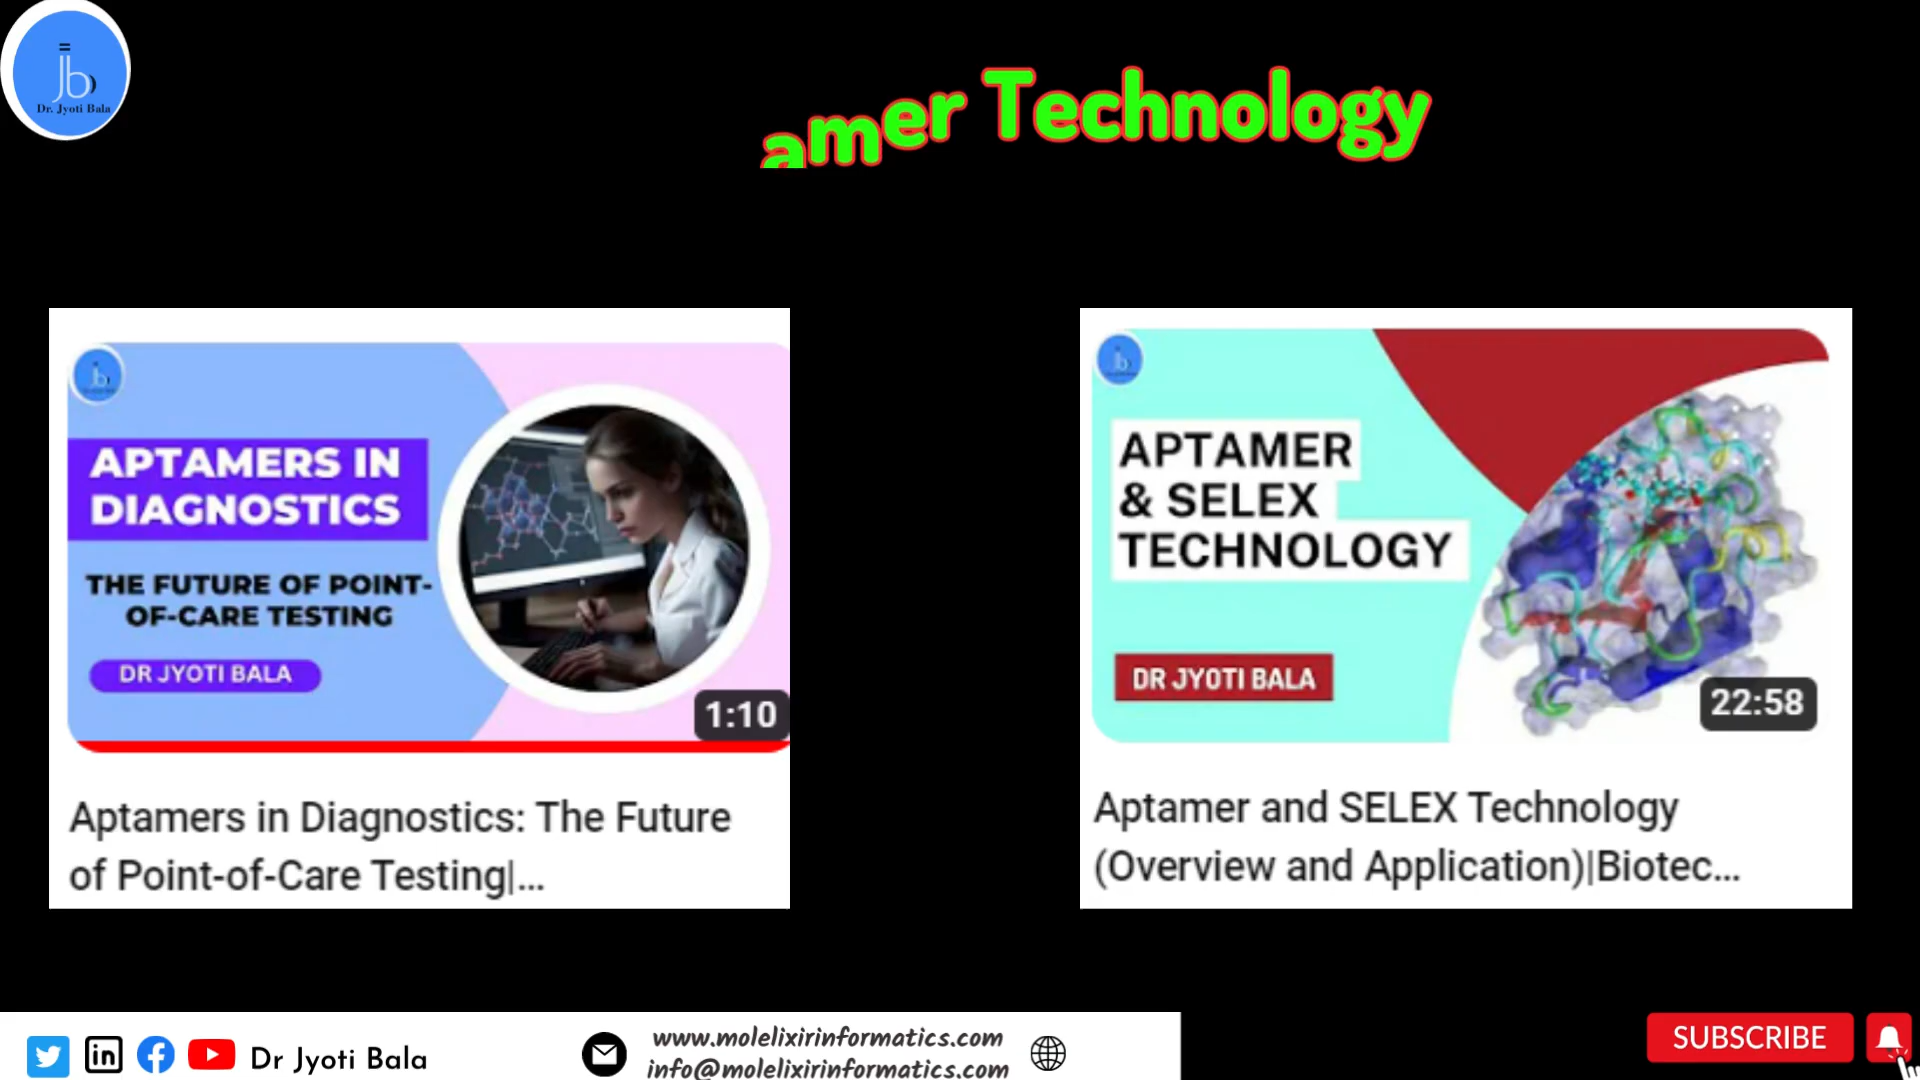 jb
Dr. Jyoti Bala
amer Technology
APTAMERS IN
DIAGNOSTICS
THE FUTURE OF POINT-
OF-CARE TESTING
DR JYOTI BALA
1:10
Aptamers in Diagnostics: The Future
of Point-of-Care Testing|...
APTAMER
& SELEX
TECHNOLOGY
DR JYOTI BALA
22:58
Aptamer and SELEX Technology
(Overview and Application)|Biotec...
Dr Jyoti Bala
www.molelixirinformatics.com
info@molelixirinformatics.com
SUBSCRIBE